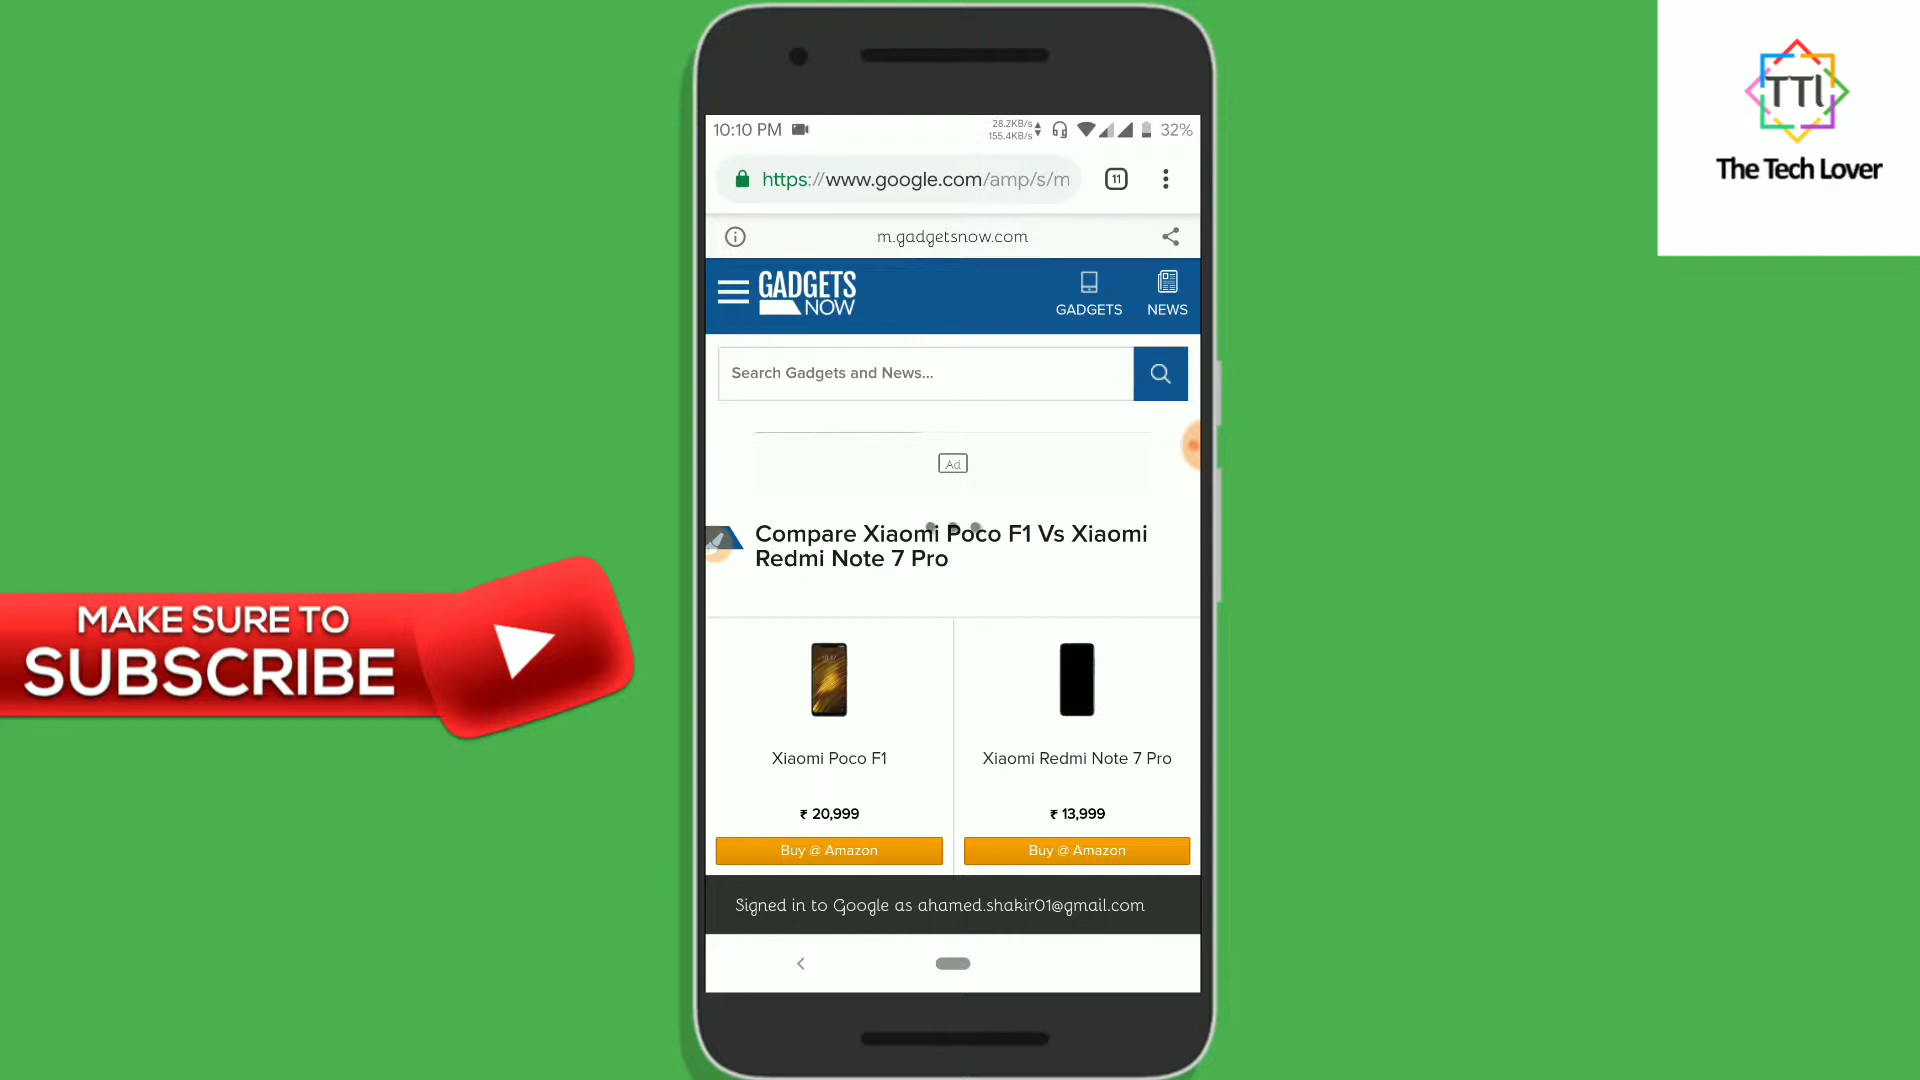 TTL
The Tech Lover
10:10 PM
28.2KB/s
155.4KB/s
32%
https://www.google.com/amp/s/m
11
m.gadgetsnow.com
GADGETS
NOW
GADGETS
NEWS
Search Gadgets and News...
Ad
Compare Xiaomi Poco F1 Vs Xiaomi
Redmi Note 7 Pro
MAKE SURE TO
SUBSCRIBE
Xiaomi Poco F1
Xiaomi Redmi Note 7 Pro
₹ 20,999
₹ 13,999
Buy @ Amazon
Buy @ Amazon
Signed in to Google as ahamed.shakir01@gmail.com